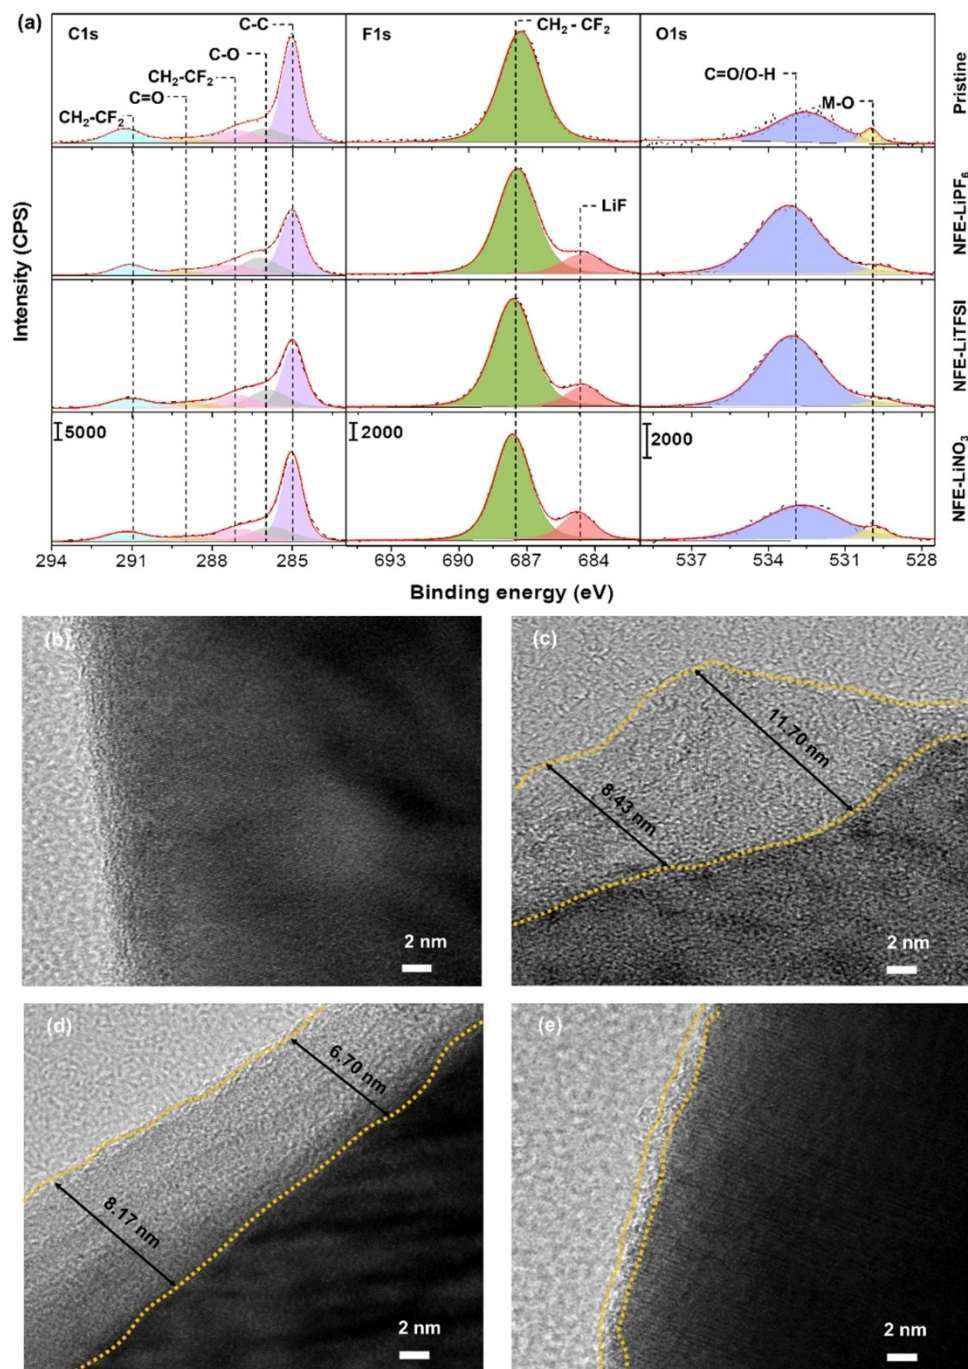 (a)
C1s
C-C
C-O
CH₂-CF₂
C=O
CH₂-CF₂
F1s
CH₂ - CF₂
O1s
C=O/O-H
M-O
Pristine
LiF
NFE-LiPF₆
NFE-LiTFSI
5000
2000
2000
NFE-LiNO₃
Intensity (CPS)
294 291 288 285 693 690 687 684 537 534 531 528
Binding energy (eV)
(b)
2 nm
(c)
11.70 nm
8.43 nm
2 nm
(d)
6.70 nm
8.17 nm
2 nm
(e)
2 nm